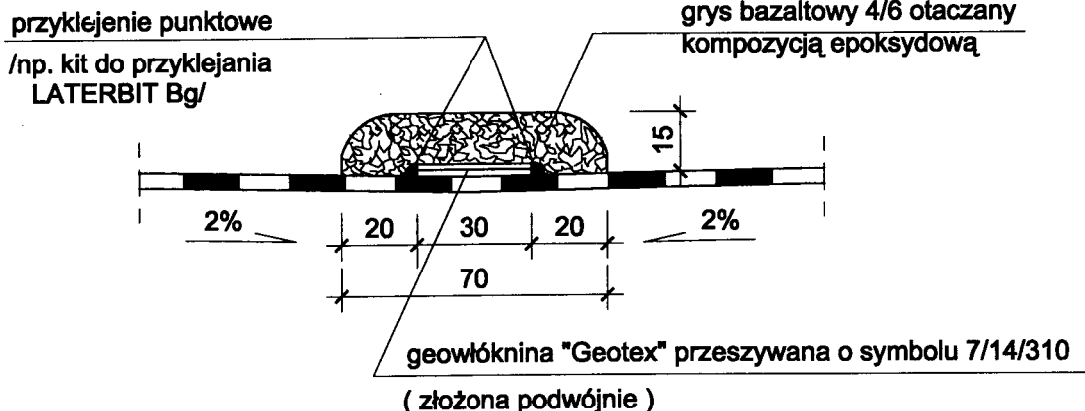 przyklejenie punktowe
/np. kit do przyklejania
LATERBIT Bg/
grys bazaltowy 4/6 otaczany
kompozycją epoksydową
15
2%
20
30
20
2%
70
geowłóknina "Geotex" przeszywana o symbolu 7/14/310
( złożona podwójnie )